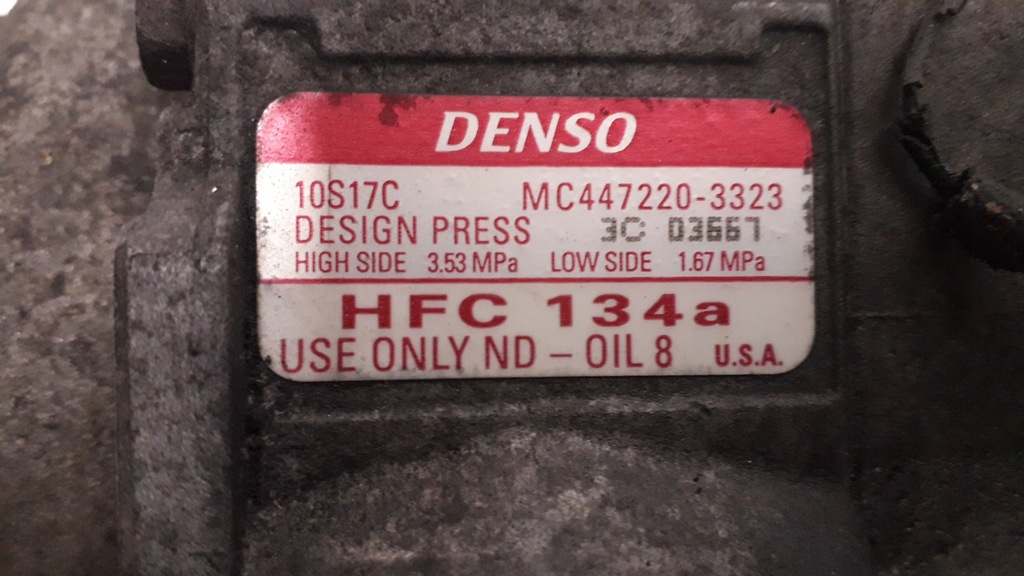 DENSO
10S17C MC447220-3323
DESIGN PRESS 3C 03667
HIGH SIDE 3.53 MPa LOW SIDE 1.67 MPa
HFC 134a
USE ONLY ND - OIL 8 U.S.A.